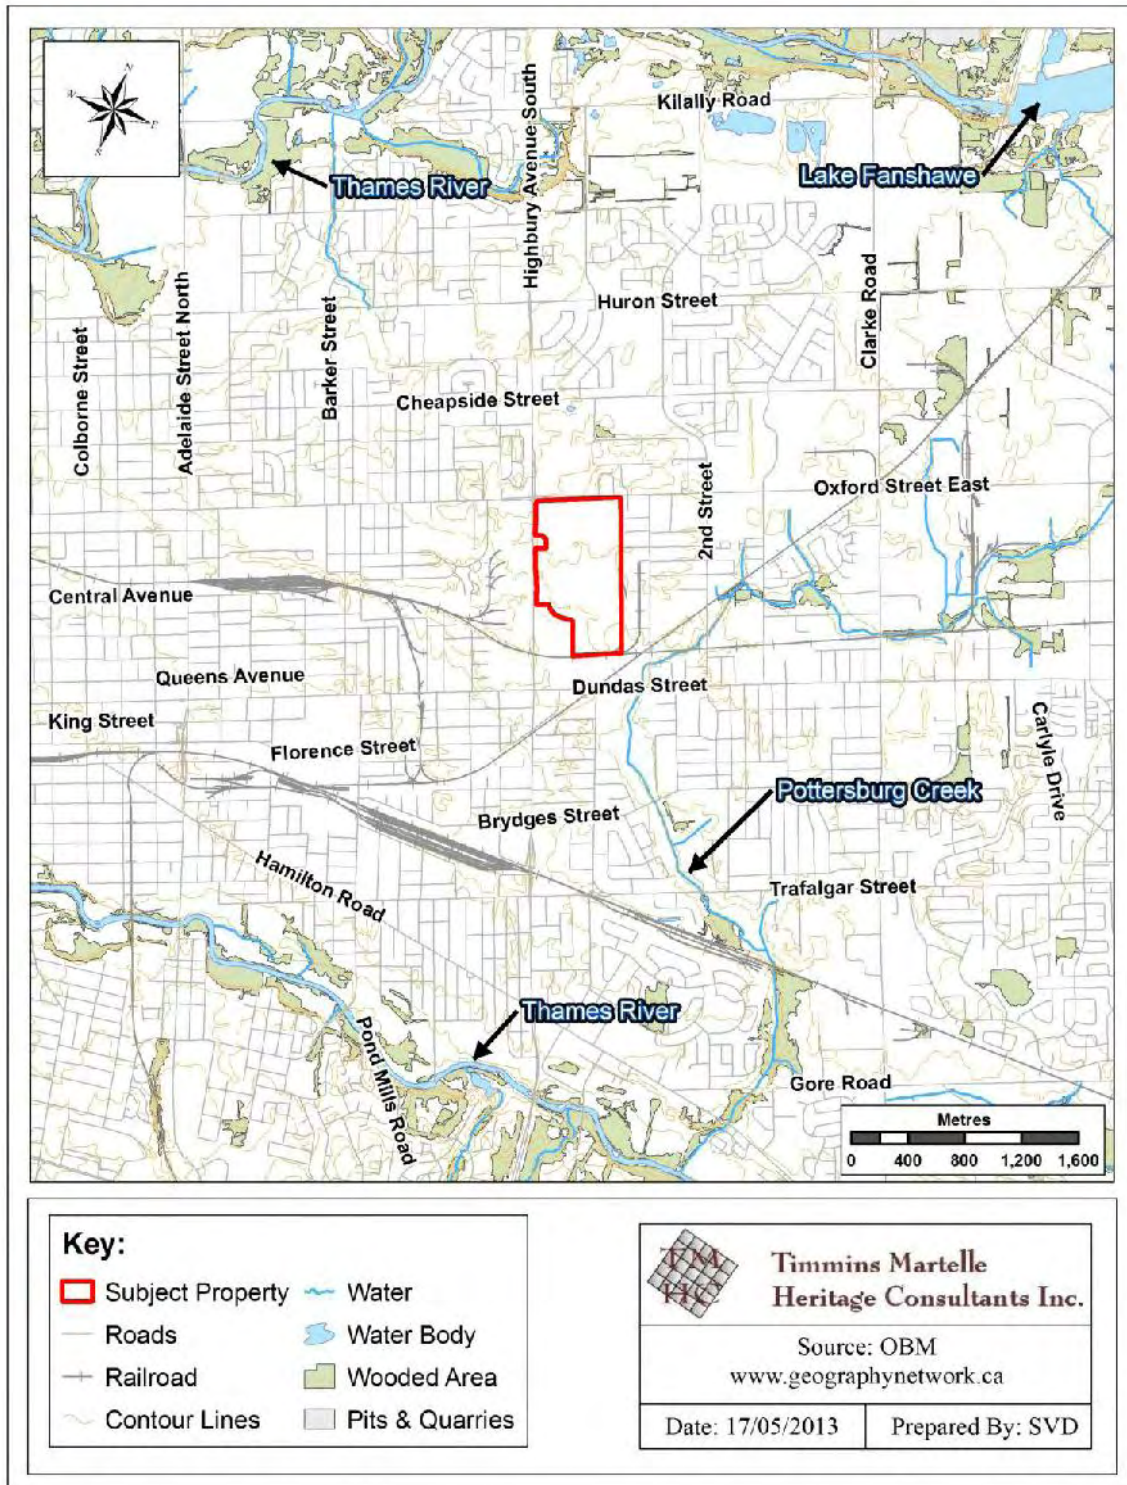 N
W
E
S
Kilally Road
Thames River
Lake Fanshawe
Highbury Avenue South
Huron Street
Clarke Road
Colborne Street
Adelaide Street North
Barker Street
Cheapside Street
2nd Street
Oxford Street East
Central Avenue
Queens Avenue
Dundas Street
King Street
Florence Street
Carlyle Drive
Pottersburg Creek
Brydges Street
Hamilton Road
Trafalgar Street
Thames River
Pond Mills Road
Gore Road
Metres
0 400 800 1,200 1,600
Key:
Subject Property
Roads
Railroad
Contour Lines
Water
Water Body
Wooded Area
Pits & Quarries
TM
HC
Timmins Martelle
Heritage Consultants Inc.
Source: OBM
www.geographynetwork.ca
Date: 17/05/2013
Prepared By: SVD